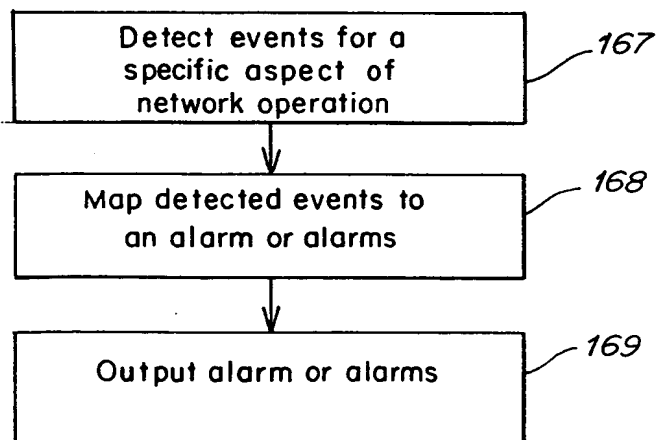 Detect events for a
specific aspect of
network operation
167
Map detected events to
an alarm or alarms
168
Output alarm or alarms
169